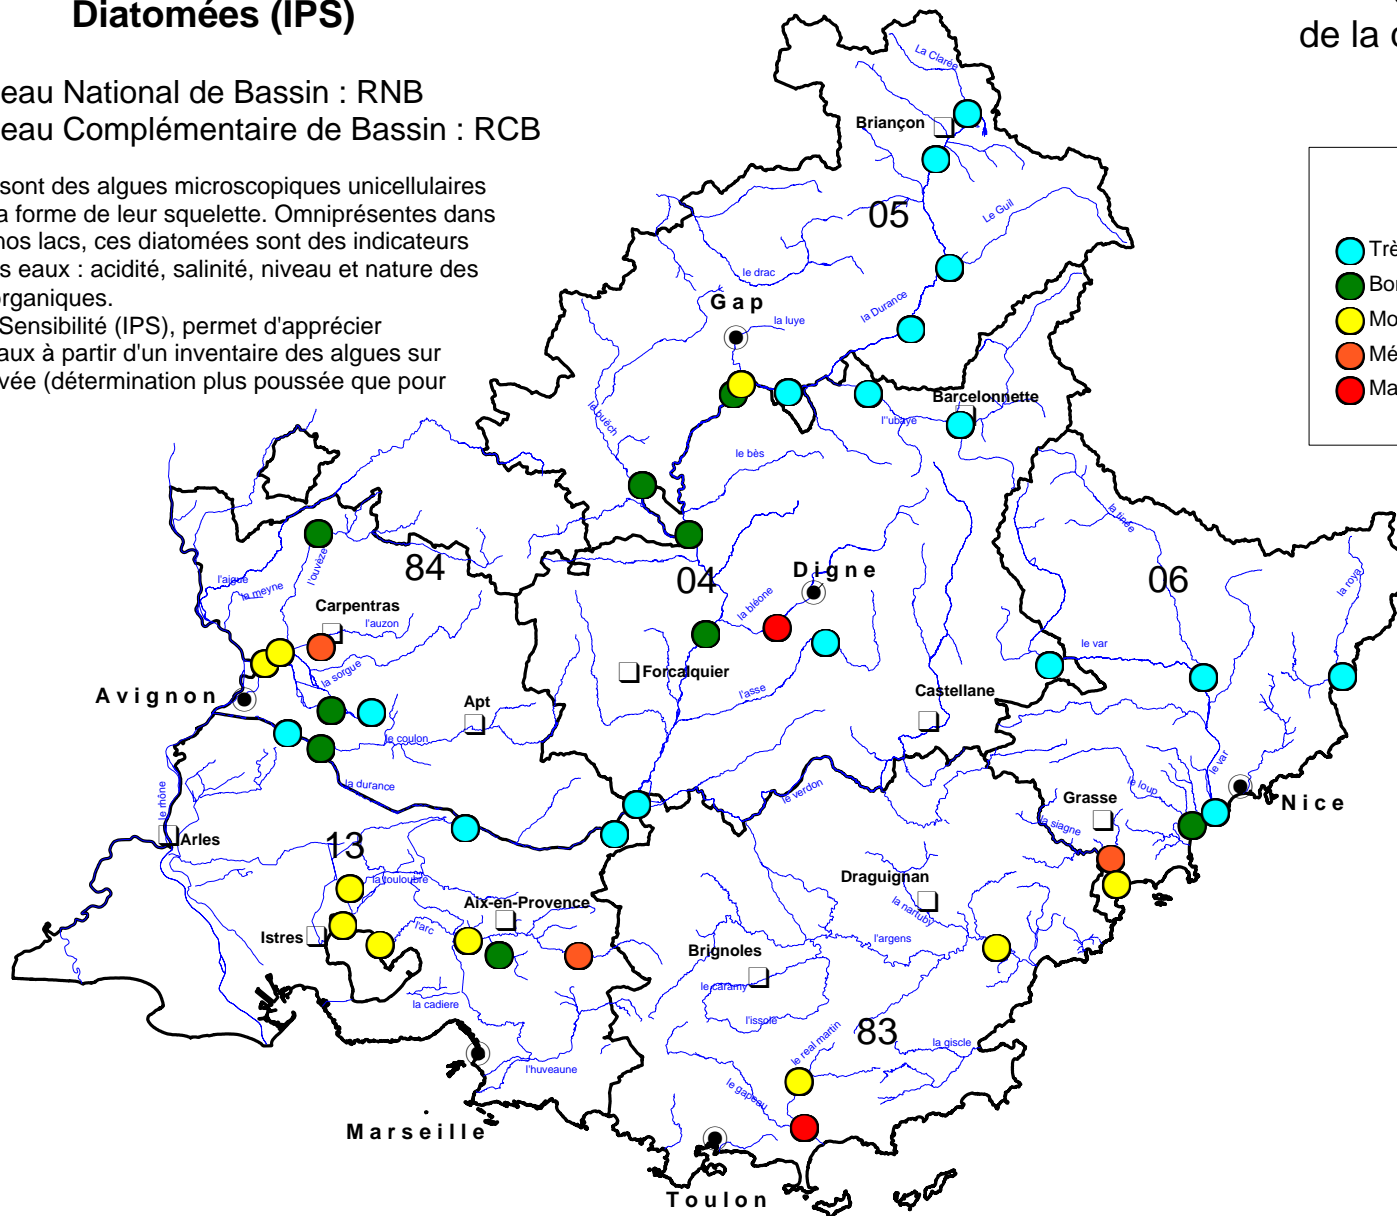 Diatomées (IPS)
de la
eau National de Bassin : RNB
eau Complémentaire de Bassin : RCB
sont des algues microscopiques unicellulaires
a forme de leur squelette. Omniprésentes dans
nos lacs, ces diatomées sont des indicateurs
s eaux : acidité, salinité, niveau et nature des
organiques.
Sensibilité (IPS), permet d'apprécier
aux à partir d'un inventaire des algues sur
vée (détermination plus poussée que pour
Trè
Bo
Mo
Mé
Ma
La Clarée
Briançon
05
Le Guil
le drac
Gap
la luye
la Durance
Barcelonnette
l''ubaye
le buëch
le bès
la tinée
l'ouvèze
84
l'aigue
la meyne
Carpentras
l'auzon
04
Digne
la bléone
06
la roya
la sorgue
Forcalquier
le var
Avignon
Apt
l'asse
Castellane
le coulon
la durance
le verdon
le rhône
le loup
le var
Grasse
Nice
la siagne
Arles
13
la touloubre
Draguignan
la nartuby
Aix-en-Provence
l'arc
Istres
l'argens
Brignoles
le caramy
la cadiere
l'issole
83
le real martin
la giscle
l'huveaune
le gapeau
Marseille
Toulon